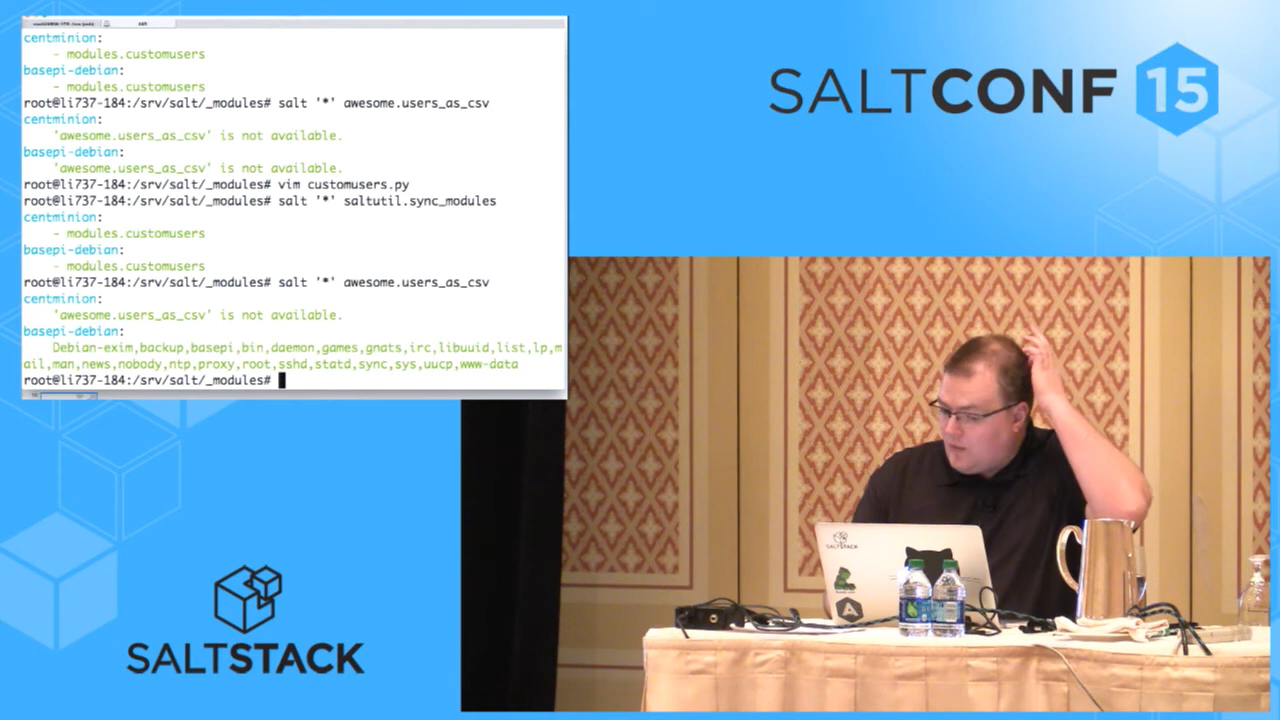 centminion:
- modules.customusers
basepi-debian:
- modules.customusers
root@li737-184:/srv/salt/_modules# salt '*' awesome.users_as_csv
centminion:
'awesome.users_as_csv' is not available.
basepi-debian:
'awesome.users_as_csv' is not available.
root@li737-184:/srv/salt/_modules# vim customusers.py
root@li737-184:/srv/salt/_modules# salt '*' saltutil.sync_modules
centminion:
- modules.customusers
basepi-debian:
- modules.customusers
root@li737-184:/srv/salt/_modules# salt '*' awesome.users_as_csv
centminion:
'awesome.users_as_csv' is not available.
basepi-debian:
Debian-exim,backup,basepi,bin,daemon,games,gnats,irc,libuuid,list,lp,m
ail,man,news,nobody,ntp,proxy,root,sshd,statd,sync,sys,uucp,www-data
root@li737-184:/srv/salt/_modules#
SALTCONF 15
SALTSTACK
SALTSTACK